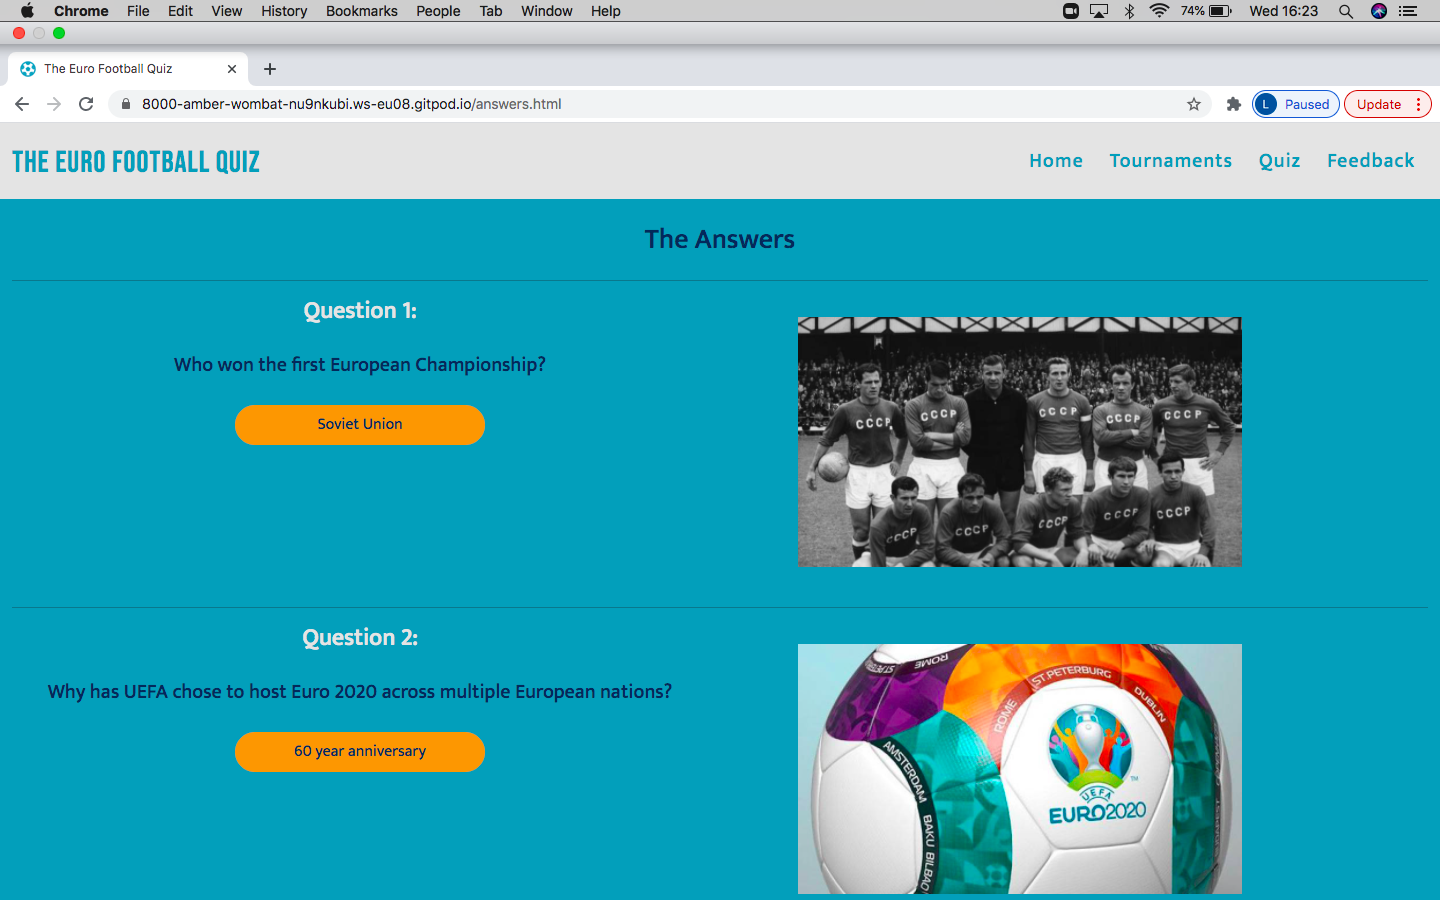 Chrome File Edit View History Bookmarks People Tab Window Help 74% Wed 16:23
The Euro Football Quiz
8000-amber-wombat-nu9nkubi.ws-eu08.gitpod.io/answers.html L Paused Update
THE EURO FOOTBALL QUIZ Home Tournaments Quiz Feedback
The Answers
Question 1:
Who won the first European Championship?
Soviet Union
CCCP CCCP CCCP CCCP CCCP
CCCP CCCP CCCP CCCP CCCP
Question 2:
Why has UEFA chose to host Euro 2020 across multiple European nations?
60 year anniversary
ROME
ROME ST PETERBURG DUBLIN
AMSTERDAM BAKU
UEFA
EURO2020
TM